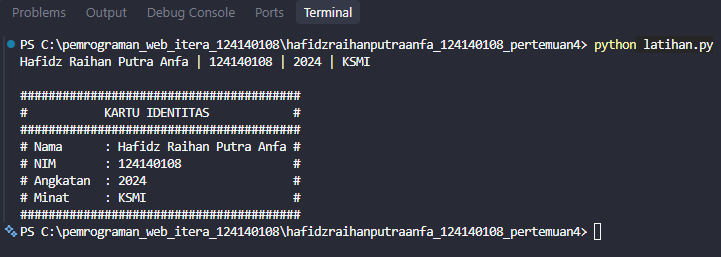 Problems Output Debug Console Ports Terminal
PS C:\pemrograman_web_itera_124140108\hafidzraihanputraanfa_124140108_pertemuan4> python latihan.py
Hafidz Raihan Putra Anfa | 124140108 | 2024 | KSMI
########################################
#           KARTU IDENTITAS            #
########################################
# Nama      : Hafidz Raihan Putra Anfa #
# NIM       : 124140108                #
# Angkatan  : 2024                     #
# Minat     : KSMI                     #
########################################
PS C:\pemrograman_web_itera_124140108\hafidzraihanputraanfa_124140108_pertemuan4>